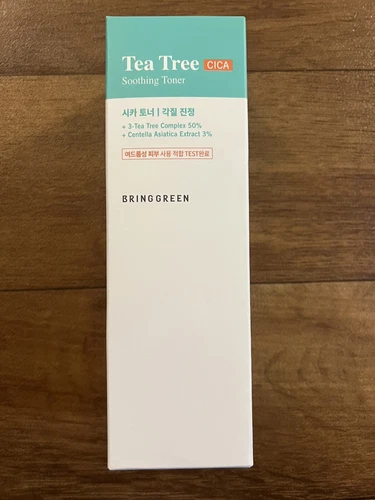 Tea Tree CICA
Soothing Toner
시카 토너 | 각질 진정
+ 3-Tea Tree Complex 50%
+ Centella Asiatica Extract 3%
여드름성 피부 사용 적합 TEST완료
BRINGGREEN